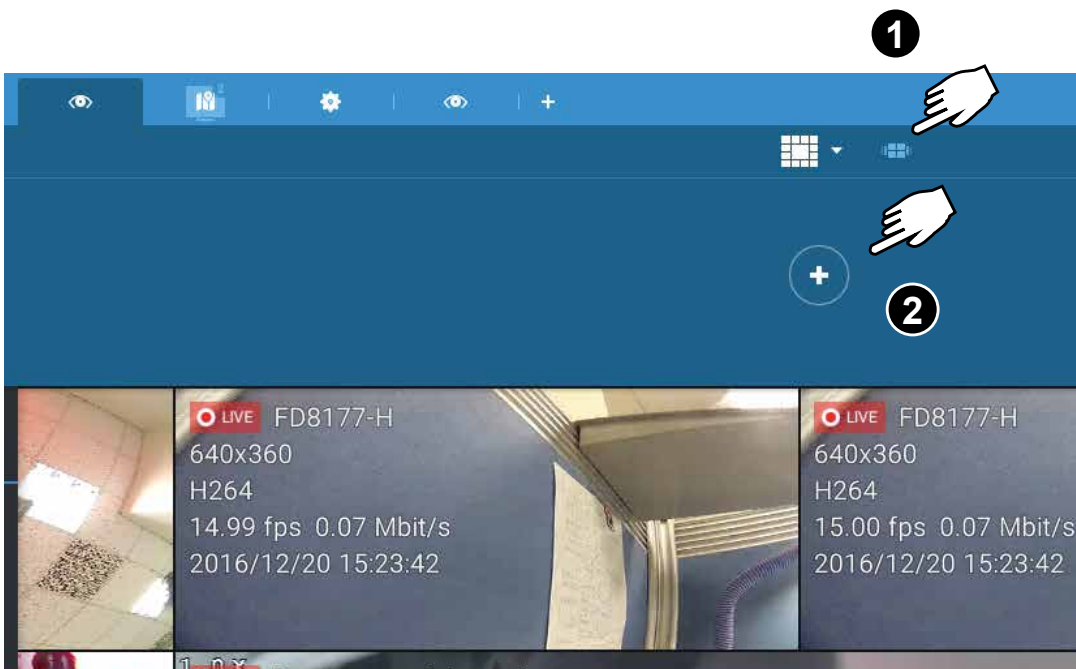 1
2
LIVE FD8177-H
640x360
H264
14.99 fps 0.07 Mbit/s
2016/12/20 15:23:42
LIVE FD8177-H
640x360
H264
15.00 fps 0.07 Mbit/s
2016/12/20 15:23:42